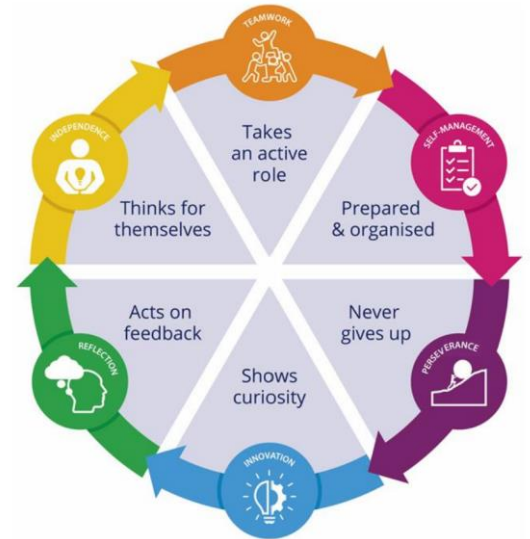 TEAMWORK
Takes
an active
role
SELF-MANAGEMENT
Prepared
& organised
PERSEVERANCE
Never
gives up
INNOVATION
Shows
curiosity
REFLECTION
Acts on
feedback
INDEPENDENCE
Thinks for
themselves